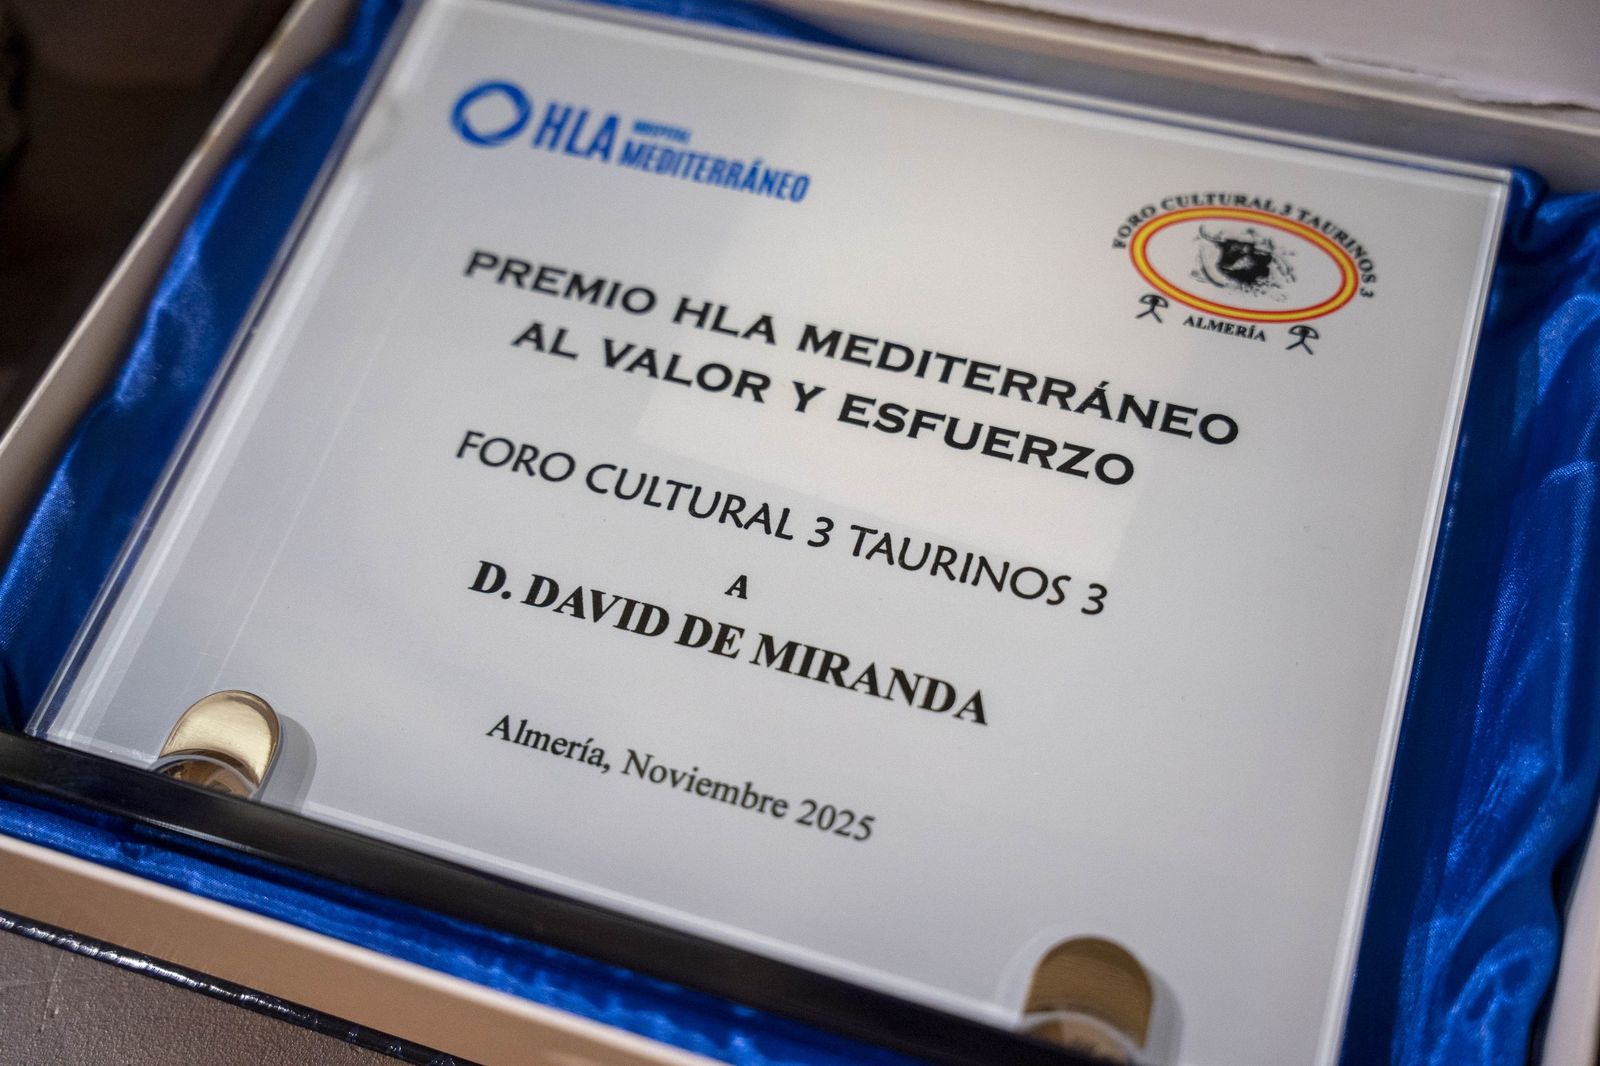 HLA HOSPITAL MEDITERRÁNEO
FORO CULTURAL 3 TAURINOS 3
ALMERÍA
PREMIO HLA MEDITERRÁNEO
AL VALOR Y ESFUERZO
FORO CULTURAL 3 TAURINOS 3
A
D. DAVID DE MIRANDA
Almería, Noviembre 2025